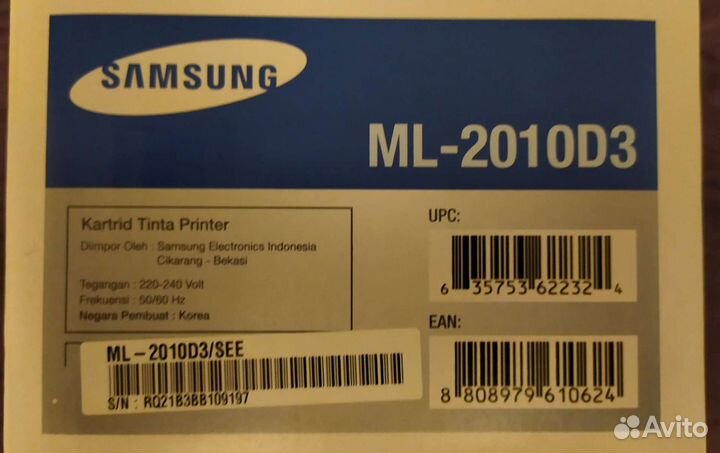 SAMSUNG
ML-2010D3
Kartrid Tinta Printer
Diimpor Oleh : Samsung Electronics Indonesia
Cikarang - Bekasi
Tegangan : 220-240 Volt
Frekuensi : 50/60 Hz
Negara Pembuat : Korea
ML-2010D3/SEE
S/N : RQ21B3BB109197
UPC:
6 35753 62232 4
EAN:
8 808979 610624
Avito